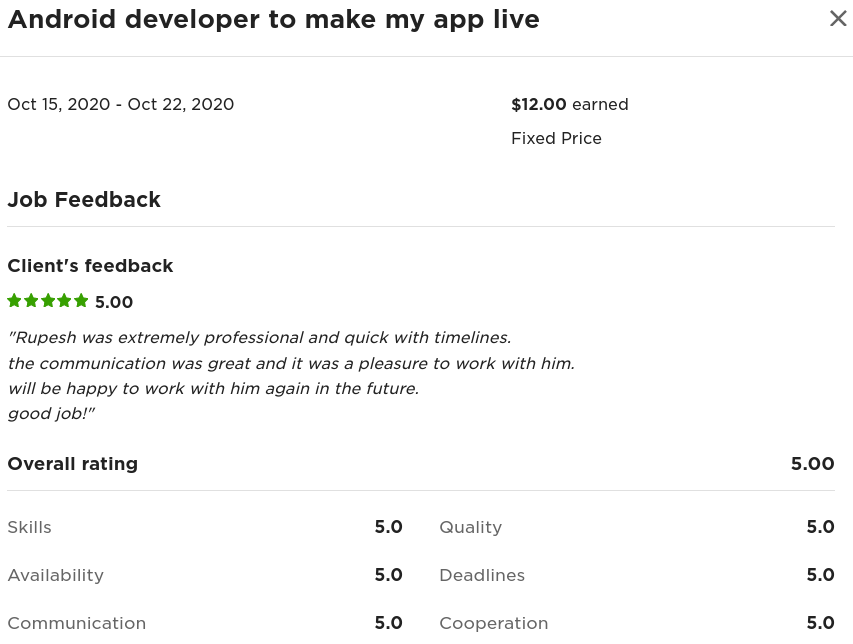 Android developer to make my app live
Oct 15, 2020 - Oct 22, 2020
$12.00 earned
Fixed Price
Job Feedback
Client's feedback
5.00
"Rupesh was extremely professional and quick with timelines.
the communication was great and it was a pleasure to work with him.
will be happy to work with him again in the future.
good job!"
Overall rating 5.00
Skills 5.0 Quality 5.0
Availability 5.0 Deadlines 5.0
Communication 5.0 Cooperation 5.0